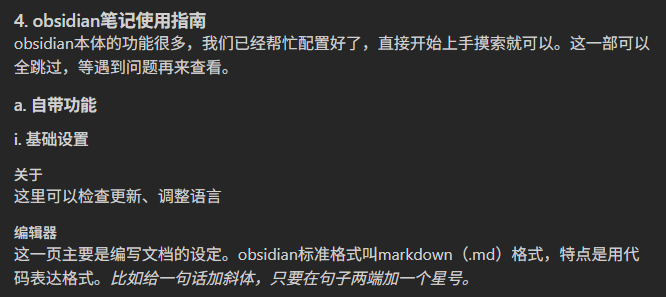 4. obsidian笔记使用指南
obsidian本体的功能很多，我们已经帮忙配置好了，直接开始上手摸索就可以。这一部可以
全跳过，等遇到问题再来查看。
a. 自带功能
i. 基础设置
关于
这里可以检查更新、调整语言
编辑器
这一页主要是编写文档的设定。obsidian标准格式叫markdown（.md）格式，特点是用代
码表达格式。比如给一句话加斜体，只要在句子两端加一个星号。